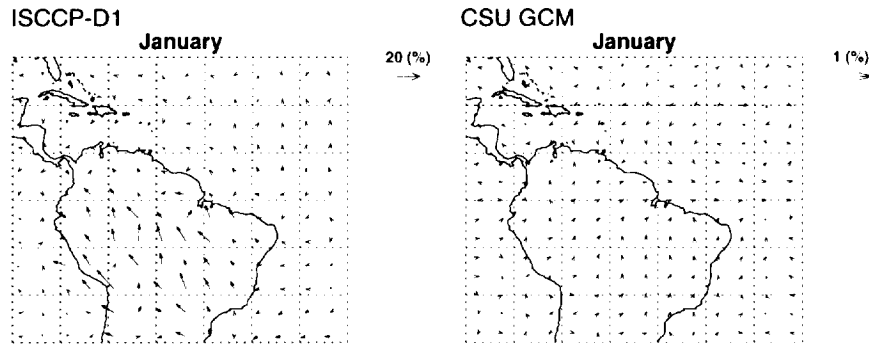 ISCCP-D1
January
20 (%)
CSU GCM
January
1 (%)